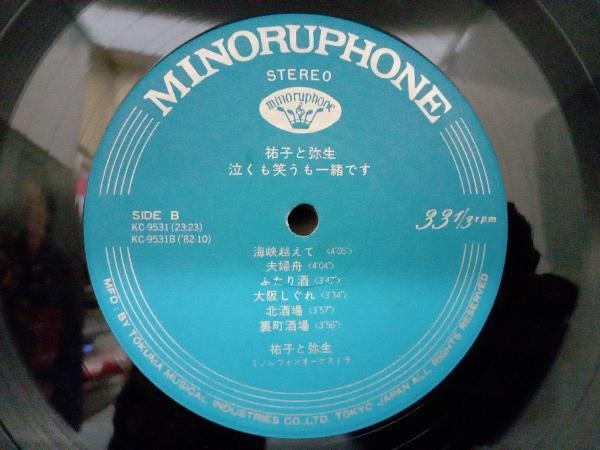 MINORUPHONE
STEREO
minoruphone
祐子と弥生
泣くも笑うも一緒です
SIDE B
KC-9531 (23:23)
KC-9531B ('82·10)
33 1/3 rpm
海峡越えて <4'05">
夫婦舟 <4'04">
ふたり酒 <3'47">
大阪しぐれ <3'34">
北酒場 <3'57">
裏町酒場 <3'56">
祐子と弥生
ミノルフォンオーケストラ
MFD. BY TOKUMA MUSICAL INDUSTRIES CO.,LTD. TOKYO JAPAN ALL RIGHTS RESERVED